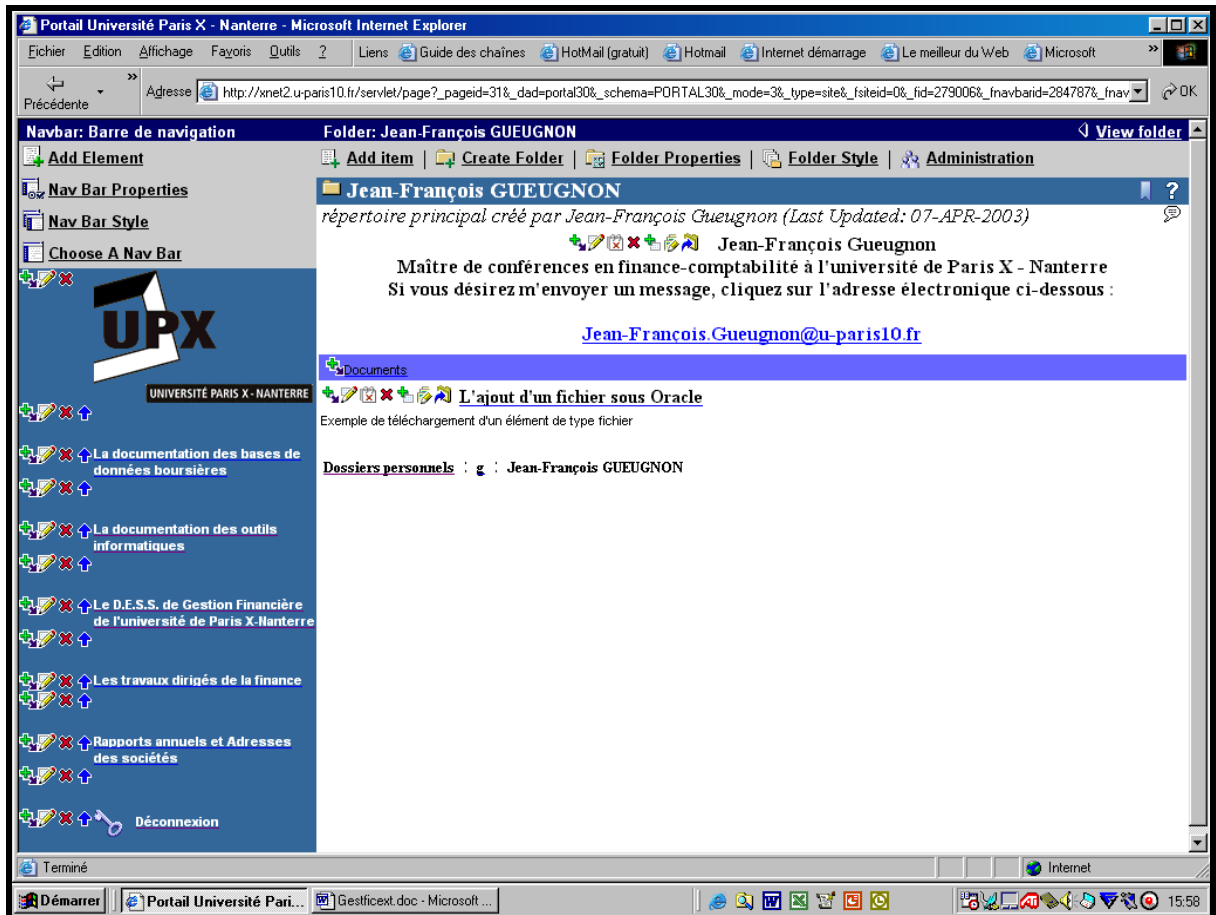 Portail Université Paris X - Nanterre - Microsoft Internet Explorer
Fichier Edition Affichage Favoris Outils ? Liens Guide des chaînes HotMail (gratuit) Hotmail Internet démarrage Le meilleur du Web Microsoft »
Précédente » Adresse http://xnet2.u-paris10.fr/servlet/page?_pageid=31&_dad=portal30&_schema=PORTAL30&_mode=3&_type=site&_fsiteid=0&_fid=279006&_fnavbarid=284787&_fnav OK
Navbar: Barre de navigation
Add Element
Nav Bar Properties
Nav Bar Style
Choose A Nav Bar
UPX
UNIVERSITÉ PARIS X - NANTERRE
La documentation des bases de
données boursières
La documentation des outils
informatiques
Le D.E.S.S. de Gestion Financière
de l'université de Paris X-Nanterre
Les travaux dirigés de la finance
Rapports annuels et Adresses
des sociétés
Déconnexion
Folder: Jean-François GUEUGNON View folder
Add item | Create Folder | Folder Properties | Folder Style | Administration
Jean-François GUEUGNON ?
répertoire principal créé par Jean-François Gueugnon (Last Updated: 07-APR-2003)
Jean-François Gueugnon
Maître de conférences en finance-comptabilité à l'université de Paris X - Nanterre
Si vous désirez m'envoyer un message, cliquez sur l'adresse électronique ci-dessous :
Jean-François.Gueugnon@u-paris10.fr
Documents
L'ajout d'un fichier sous Oracle
Exemple de téléchargement d'un élément de type fichier
Dossiers personnels : g : Jean-François GUEUGNON
Terminé Internet
Démarrer Portail Université Pari... Gestficext.doc - Microsoft ... 15:58